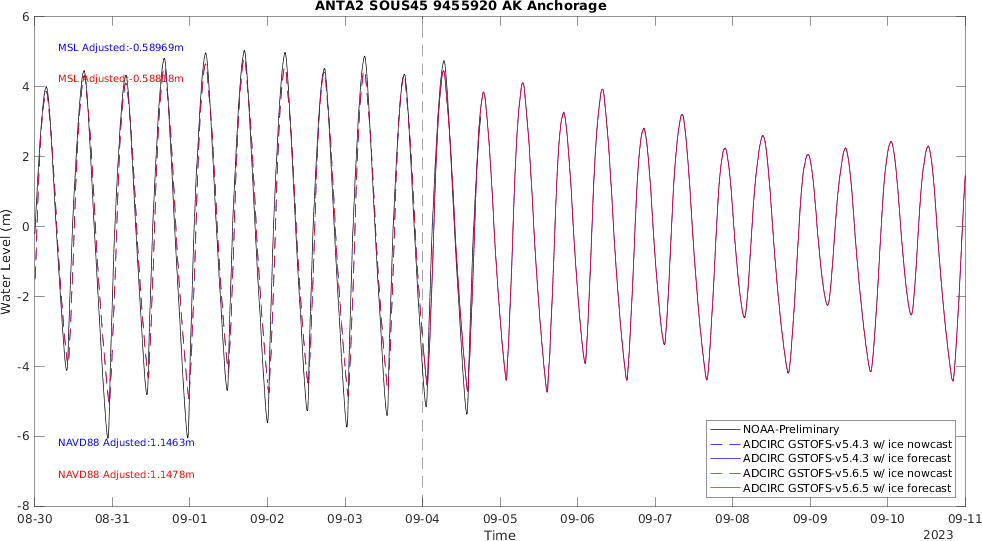 ANTA2 SOUS45 9455920 AK Anchorage
6
MSL Adjusted:-0.58969m
MSL Adjusted:-0.58818m
4
2
0
-2
-4
-6
-8
Water Level (m)
NAVD88 Adjusted:1.1463m
NAVD88 Adjusted:1.1478m
NOAA-Preliminary
ADCIRC GSTOFS-v5.4.3 w/ ice nowcast
ADCIRC GSTOFS-v5.4.3 w/ ice forecast
ADCIRC GSTOFS-v5.6.5 w/ ice nowcast
ADCIRC GSTOFS-v5.6.5 w/ ice forecast
08-30 08-31 09-01 09-02 09-03 09-04 09-05 09-06 09-07 09-08 09-09 09-10 09-11
Time
2023